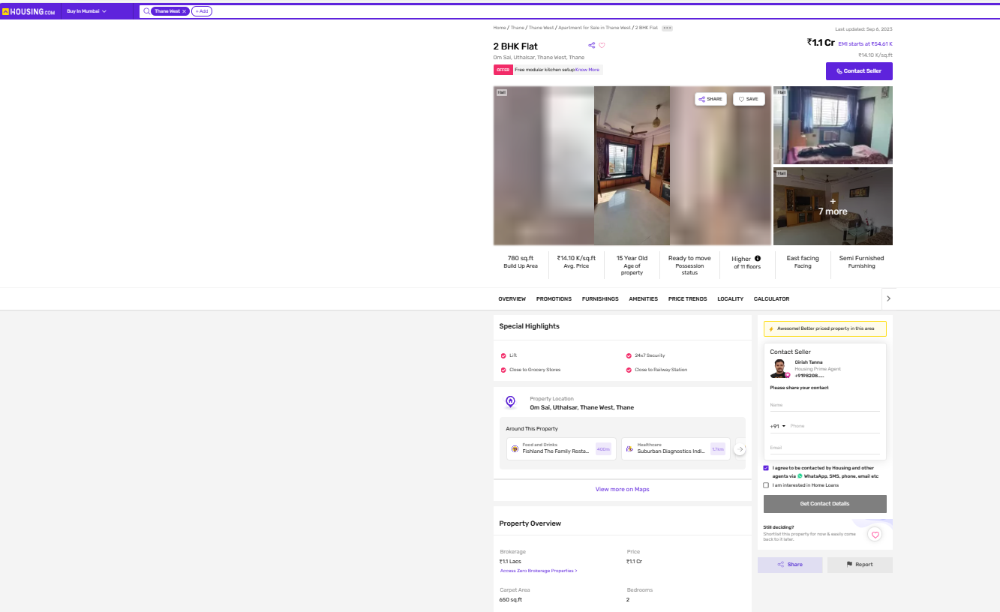 HOUSING.COM
Buy In Mumbai
Thane West ×
+ Add
Home / Thane / Thane West / Apartment for Sale in Thane West / 2 BHK Flat
Last updated: Sep 6, 2023
2 BHK Flat
₹1.1 Cr EMI starts at ₹54.61 K
Om Sai, Uthalsar, Thane West, Thane
₹14.10 K/sq.ft
OFFER Free modular kitchen setup Know More
Contact Seller
Hall
SHARE
SAVE
Hall
Hall
+
7 more
780 sq.ft
Build Up Area
₹14.10 K/sq.ft
Avg. Price
15 Year Old
Age of
property
Ready to move
Possession
status
Higher
of 11 floors
East facing
Facing
Semi Furnished
Furnishing
OVERVIEW PROMOTIONS FURNISHINGS AMENITIES PRICE TRENDS LOCALITY CALCULATOR
Special Highlights
Lift
24x7 Security
Close to Grocery Stores
Close to Railway Station
Property Location
Om Sai, Uthalsar, Thane West, Thane
Around This Property
Food and Drinks
Fishland The Family Resta...
400m
Healthcare
Suburban Diagnostics Indi...
1.7km
View more on Maps
Property Overview
Brokerage
₹1.1 Lacs
Access Zero Brokerage Properties >
Price
₹1.1 Cr
Carpet Area
650 sq.ft
Bedrooms
2
Awesome! Better priced property in this area
Contact Seller
Girish Tanna
Housing Prime Agent
+9198208.....
Please share your contact
Name
+91 Phone
Email
I agree to be contacted by Housing and other
agents via WhatsApp, SMS, phone, email etc
I am interested in Home Loans
Get Contact Details
Still deciding?
Shortlist this property for now & easily come
back to it later.
Share
Report